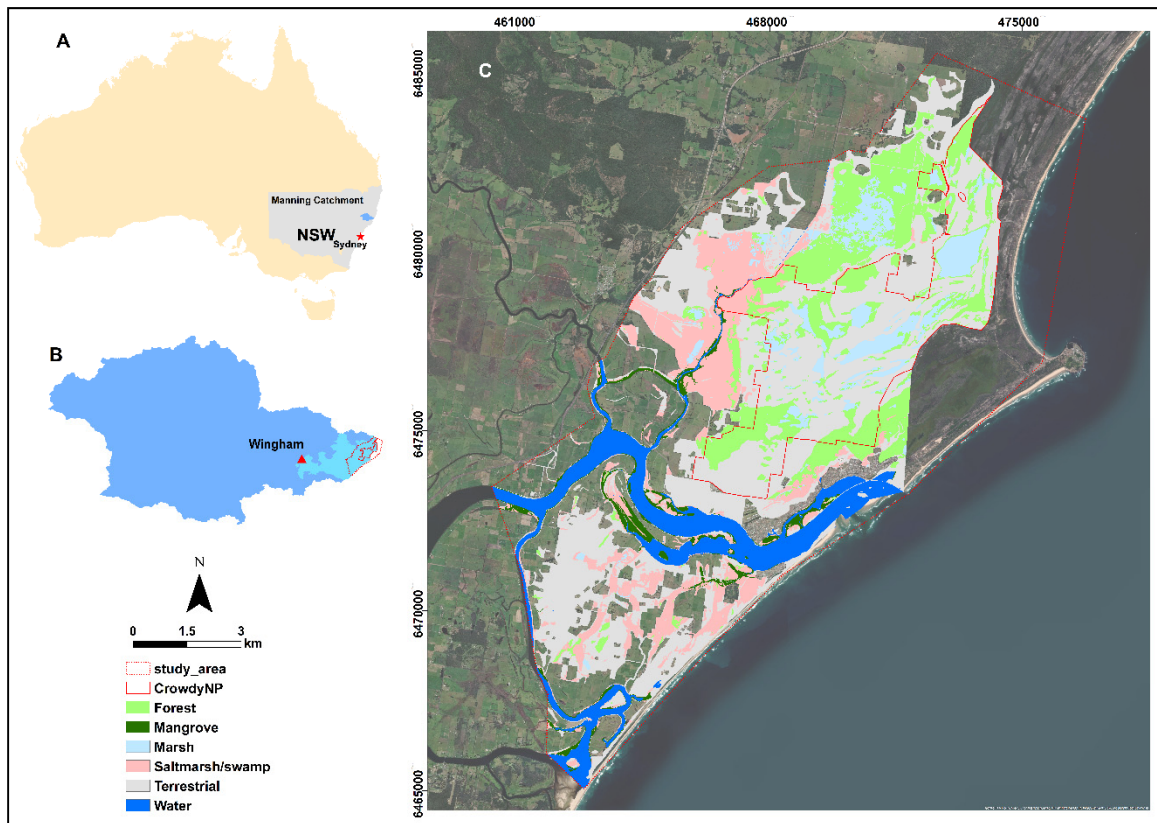 A
Manning Catchment
NSW
Sydney
B
Wingham
N
0 1.5 3
km
study_area
CrowdyNP
Forest
Mangrove
Marsh
Saltmarsh/swamp
Terrestrial
Water
461000 468000 475000
C
6485000
6480000
6475000
6470000
6465000